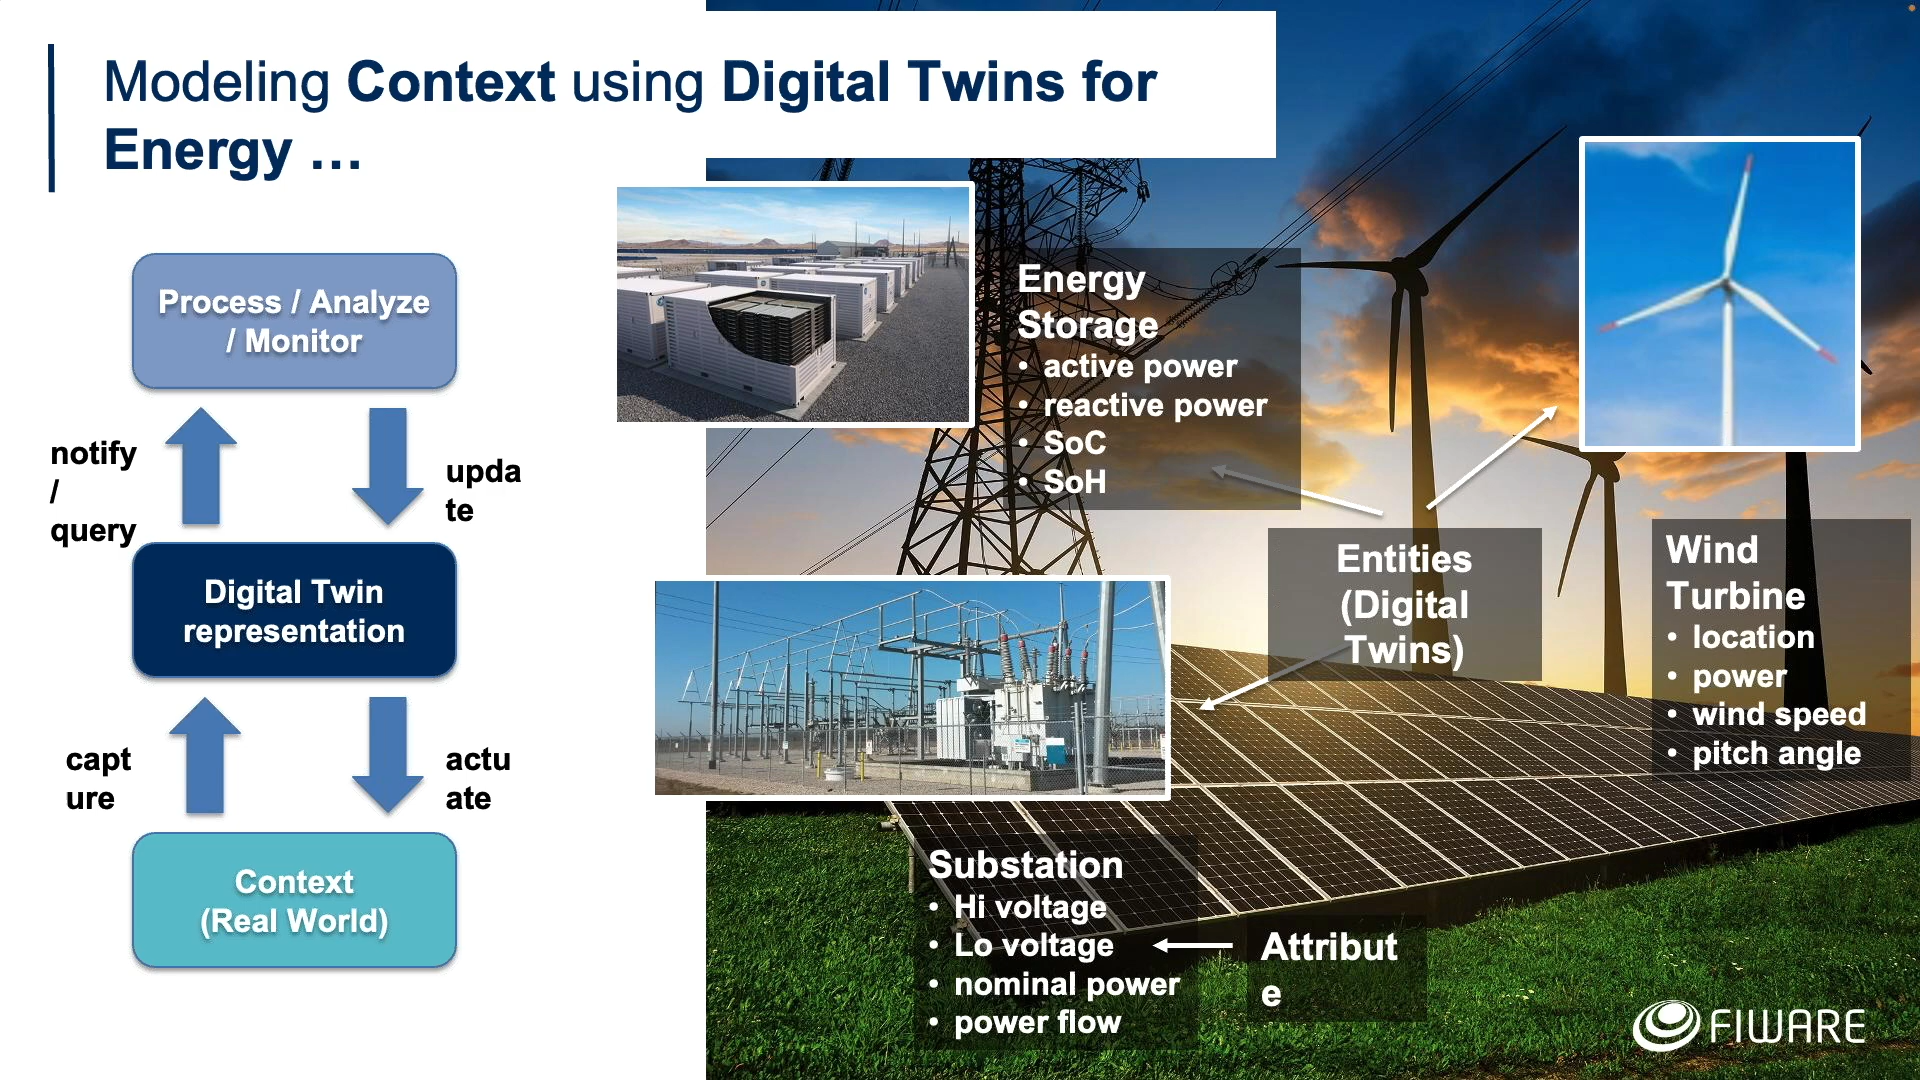 Modeling Context using Digital Twins for
Energy ...
Process / Analyze
/ Monitor
notify
/
query
upda
te
Digital Twin
representation
capt
ure
actu
ate
Context
(Real World)
Energy
Storage
• active power
• reactive power
• SoC
• SoH
Entities
(Digital
Twins)
Wind
Turbine
• location
• power
• wind speed
• pitch angle
Substation
• Hi voltage
• Lo voltage
• nominal power
• power flow
Attribut
e
FIWARE